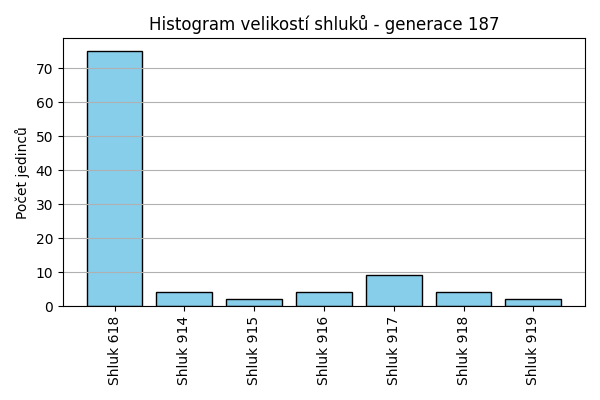 Histogram velikostí shluků - generace 187
Počet jedinců
70
60
50
40
30
20
10
0
Shluk 618
Shluk 914
Shluk 915
Shluk 916
Shluk 917
Shluk 918
Shluk 919